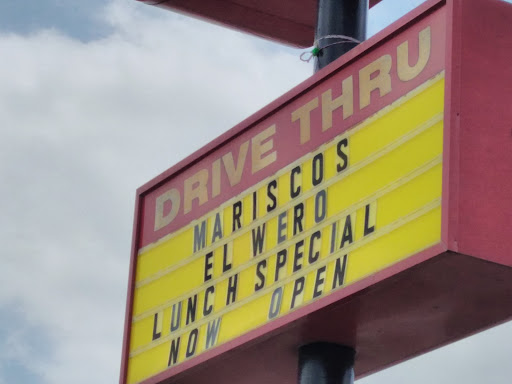 DRIVE THRU
MARISCOS
EL WERO
LUNCH SPECIAL
NOW OPEN